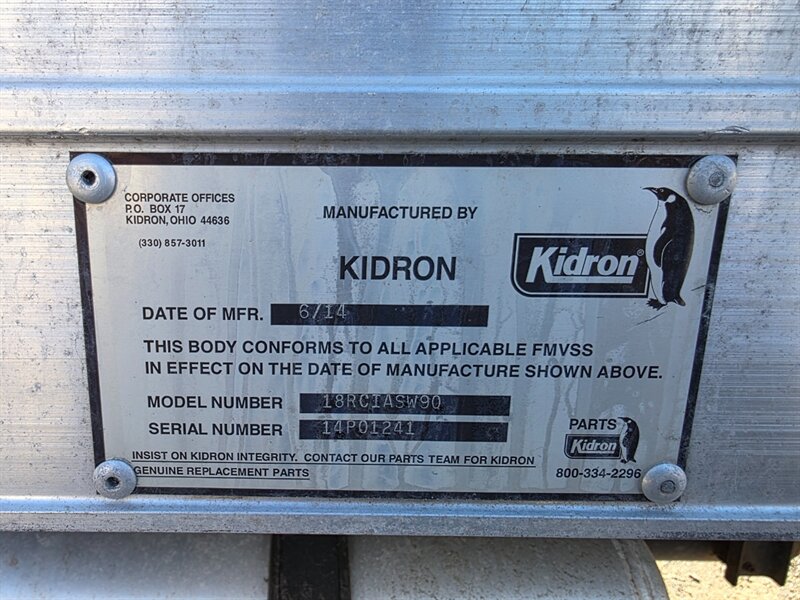 CORPORATE OFFICES
P.O. BOX 17
KIDRON, OHIO 44636
(330) 857-3011
MANUFACTURED BY
KIDRON
Kidron®
DATE OF MFR. 6/14
THIS BODY CONFORMS TO ALL APPLICABLE FMVSS
IN EFFECT ON THE DATE OF MANUFACTURE SHOWN ABOVE.
MODEL NUMBER 18RCIASW90
SERIAL NUMBER 14P01241
PARTS
Kidron
800-334-2296
INSIST ON KIDRON INTEGRITY. CONTACT OUR PARTS TEAM FOR KIDRON
GENUINE REPLACEMENT PARTS